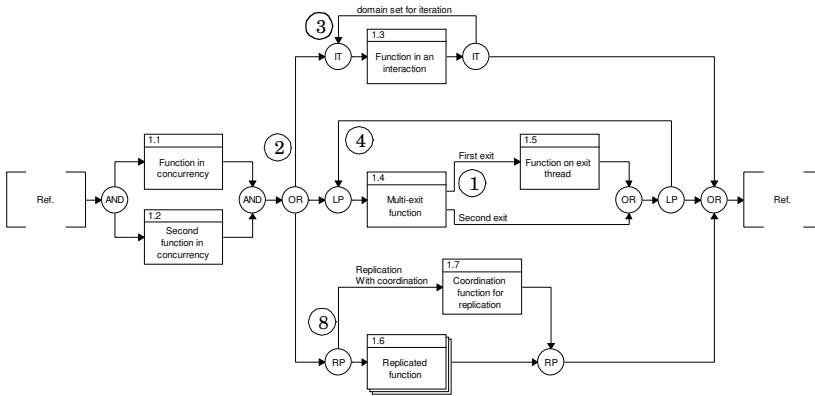 domain set for iteration
3
1.3
IT
Function in an
interaction
IT
2
4
1.1
Function in
concurrency
1.5
First exit
Function on exit
thread
1
1.4
Ref.
AND
AND
OR
LP
Multi-exit
function
OR
LP
OR
Ref.
1.2
Second
function in
concurrency
Second exit
Replication
With coordination
1.7
Coordination
function for
replication
8
1.6
RP
Replicated
function
RP